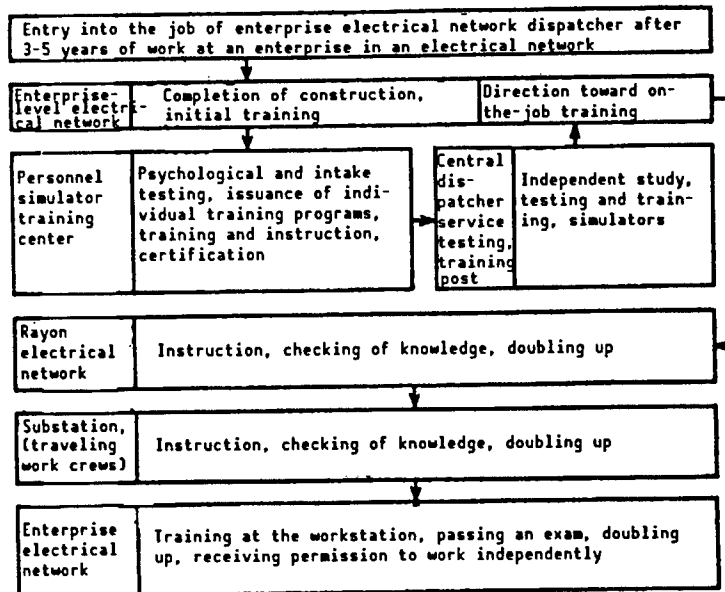 Entry into the job of enterprise electrical network dispatcher after
3-5 years of work at an enterprise in an electrical network
Enterprise-
level electri-
cal network
Completion of construction,
initial training
Direction toward on-
the-job training
Personnel
simulator
training
center
Psychological and intake
testing, issuance of indi-
vidual training programs,
training and instruction,
certification
Central
dis-
patcher
service
testing,
training
post
Independent study,
testing and train-
ing, simulators
Rayon
electrical
network
Instruction, checking of knowledge, doubling up
Substation,
(traveling
work crews)
Instruction, checking of knowledge, doubling up
Enterprise
electrical
network
Training at the workstation, passing an exam, doubling
up, receiving permission to work independently